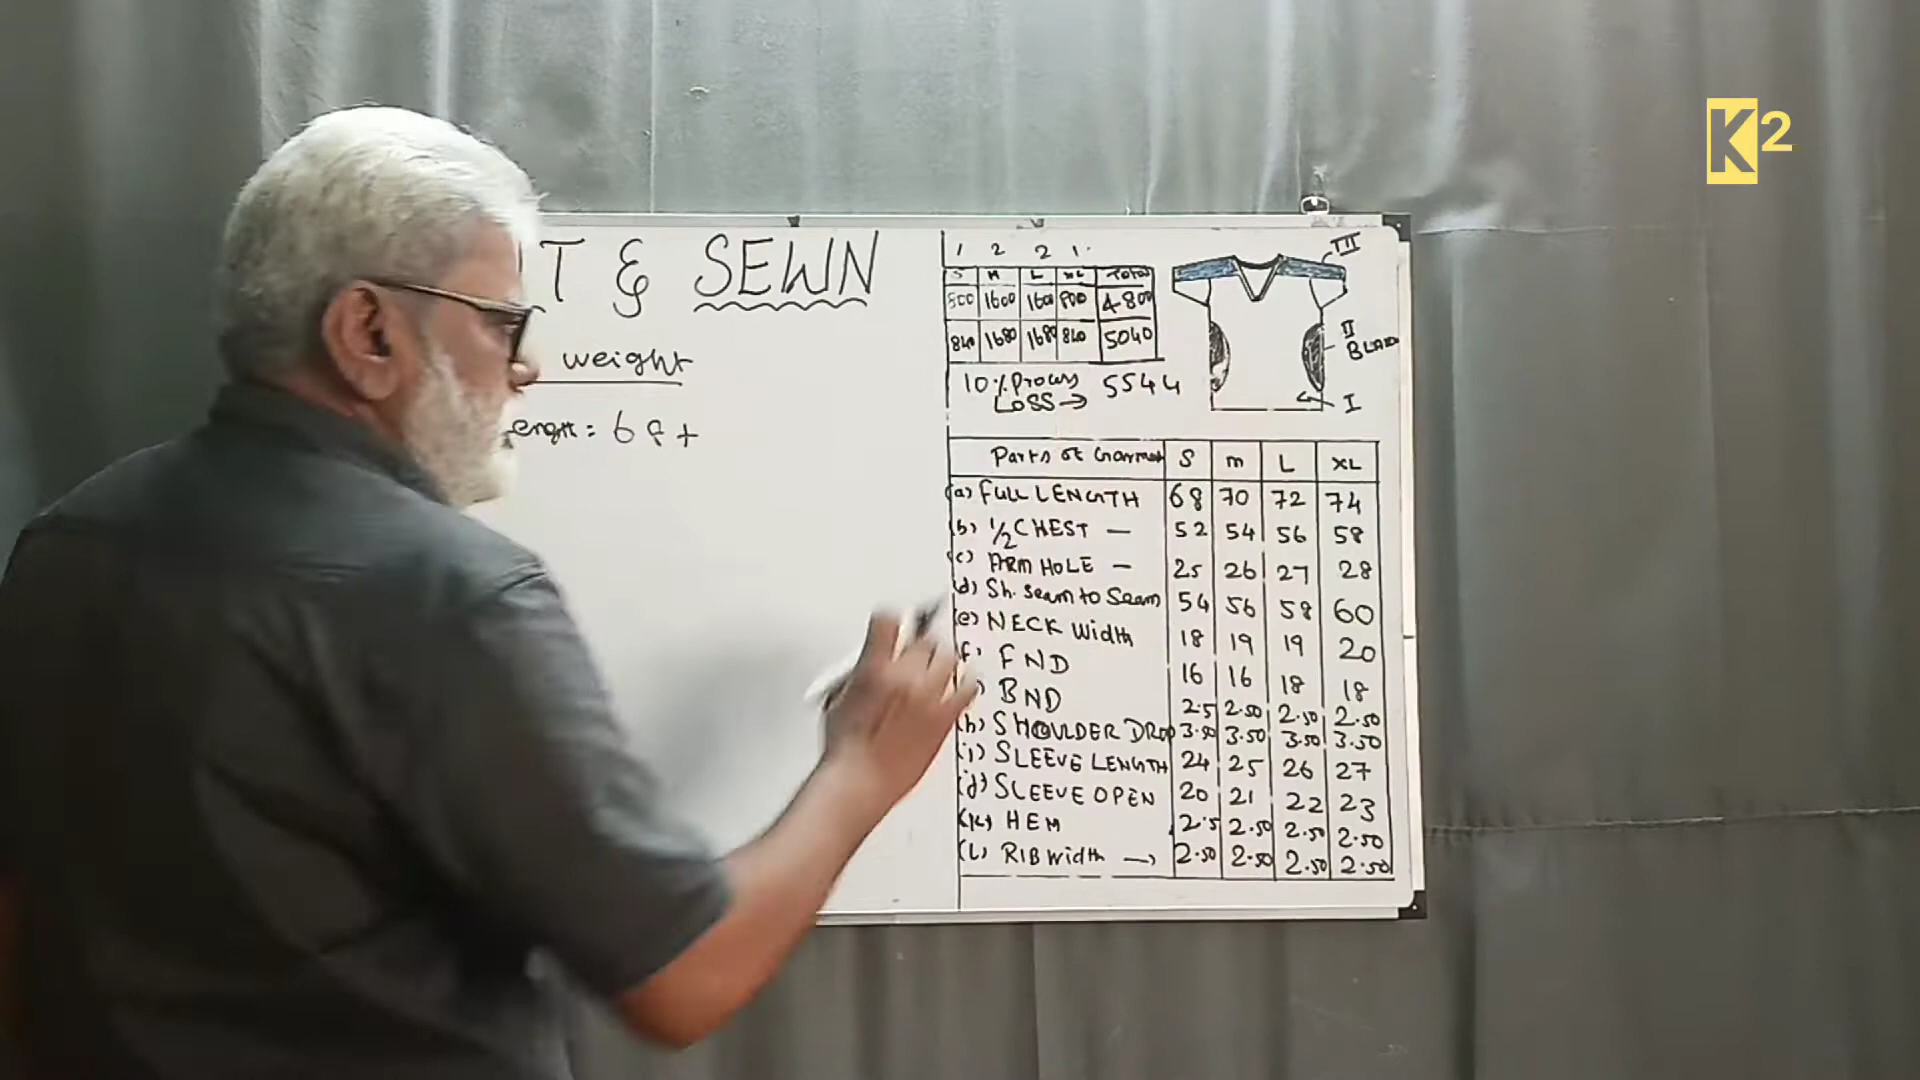 K2
T & SEWN
weight
ength = 68+
1 2 2 1
S M L XL Total
800 1600 1600 800 4800
840 1680 1680 840 5040
10% Process Loss → 5544
III
II
I
Parts of Garment S m L XL
(a) FULL LENGTH 68 70 72 74
(b) 1/2 CHEST — 52 54 56 58
(c) ARM HOLE — 25 26 27 28
(d) Sh. Seam to Seam 54 56 58 60
(e) NECK Width 18 19 19 20
(f) FND 16 16 18 18
BND 2.5 2.50 2.50 2.50
(h) SHOULDER DROP 3.50 3.50 3.50 3.50
(i) SLEEVE LENGTH 24 25 26 27
(j) SLEEVE OPEN 20 21 22 23
(k) HEM 2.5 2.50 2.50 2.50
(L) RIB Width → 2.50 2.50 2.50 2.50